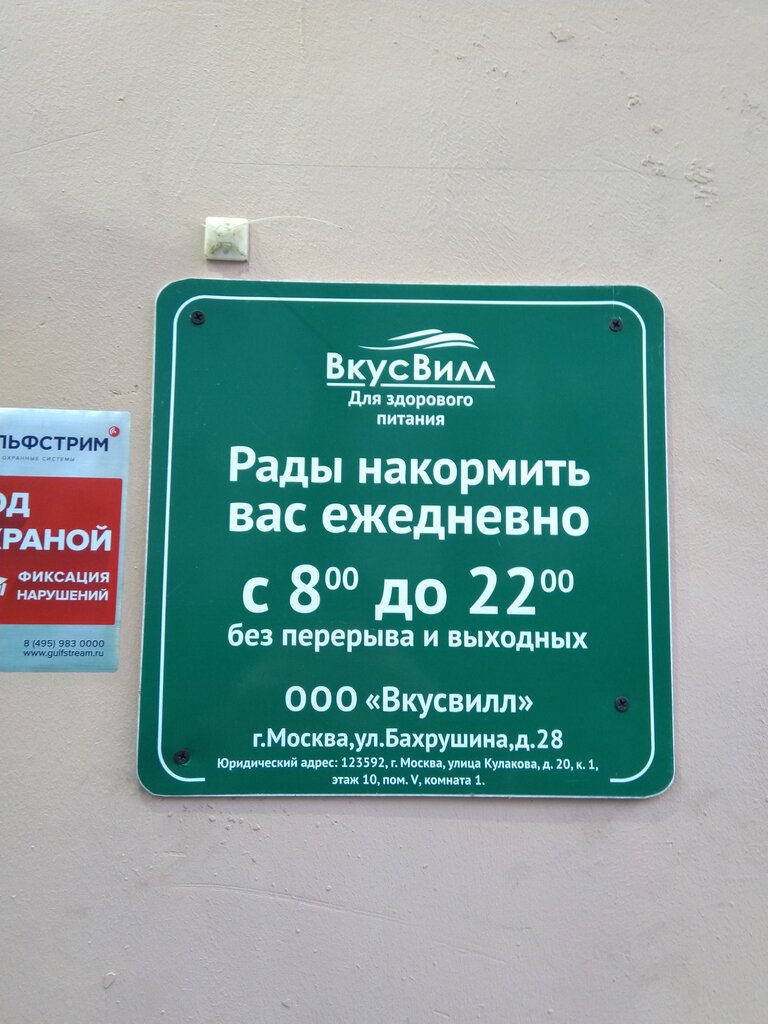 ВкусВилл
Для здорового
питания
Рады накормить
вас ежедневно
с 8⁰⁰ до 22⁰⁰
без перерыва и выходных
ООО «Вкусвилл»
г.Москва,ул.Бахрушина,д.28
Юридический адрес: 123592, г. Москва, улица Кулакова, д. 20, к. 1,
этаж 10, пом. V, комната 1.
ЛЬФСТРИМ
ОХРАННЫЕ СИСТЕМЫ
ОД
ХРАНОЙ
ФИКСАЦИЯ
НАРУШЕНИЙ
8 (495) 983 0000
www.gulfstream.ru